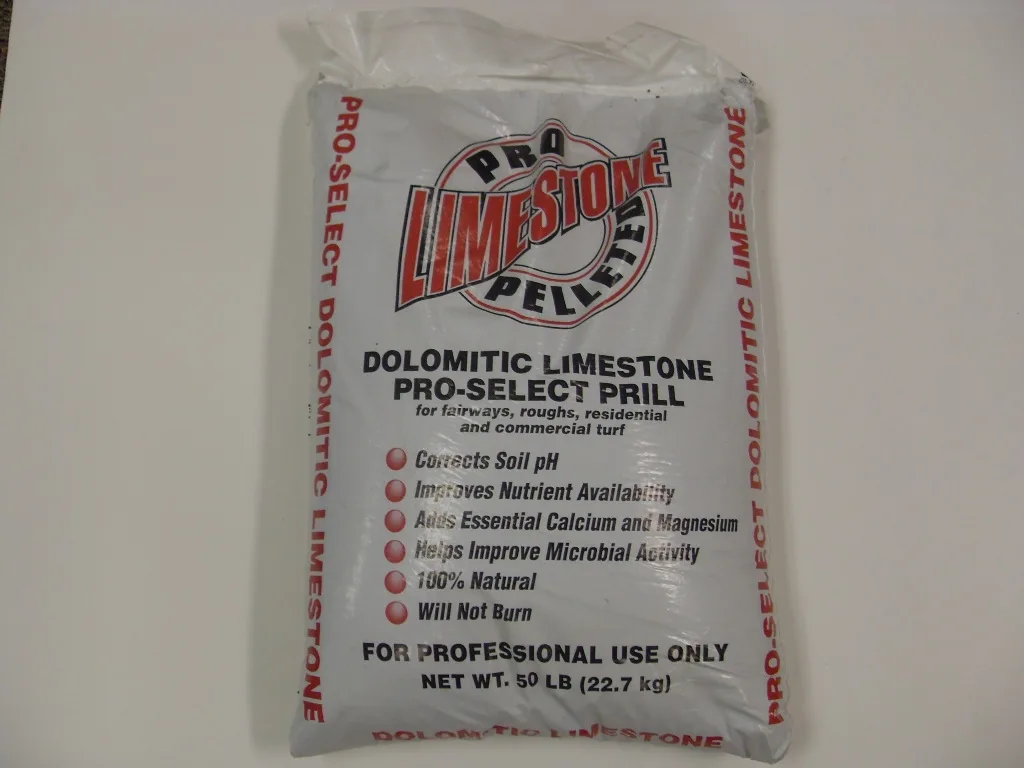 PRO
LIMESTONE
PELLETED
PRO-SELECT DOLOMITIC LIMESTONE
PRO-SELECT DOLOMITIC LIMESTONE
DOLOMITIC LIMESTONE
PRO-SELECT PRILL
for fairways, roughs, residential
and commercial turf
Corrects Soil pH
Improves Nutrient Availability
Adds Essential Calcium and Magnesium
Helps Improve Microbial Activity
100% Natural
Will Not Burn
FOR PROFESSIONAL USE ONLY
NET WT. 50 LB (22.7 kg)
DOLOMITIC LIMESTONE